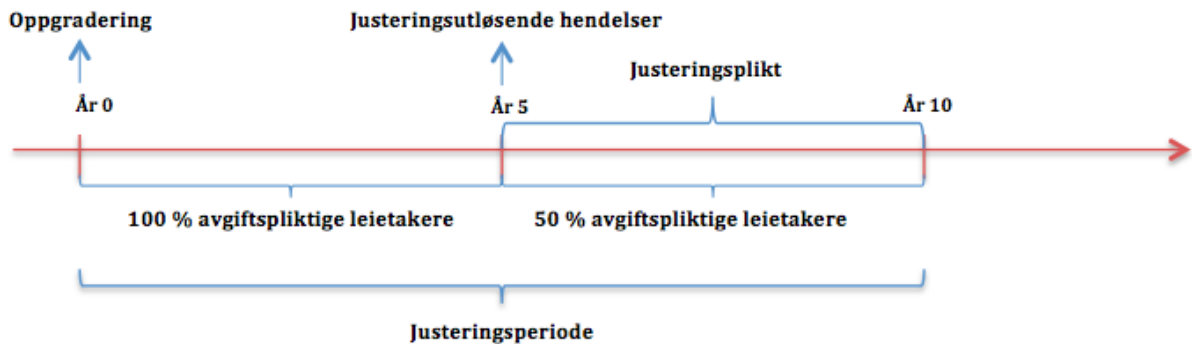 Oppgradering
Justeringsutløsende hendelser
Justeringsplikt
År 0
År 5
År 10
100 % avgiftspliktige leietakere
50 % avgiftspliktige leietakere
Justeringsperiode